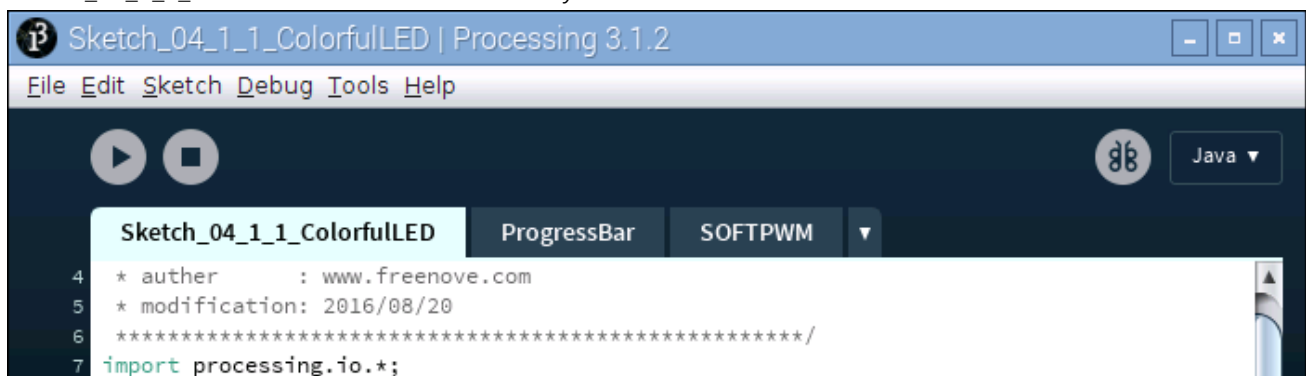 Sketch_04_1_1_ColorfulLED | Processing 3.1.2
File Edit Sketch Debug Tools Help
Java ▼
Sketch_04_1_1_ColorfulLED ProgressBar SOFTPWM ▼
4 * auther : www.freenove.com
5 * modification: 2016/08/20
6 *****************************************************/
7 import processing.io.*;